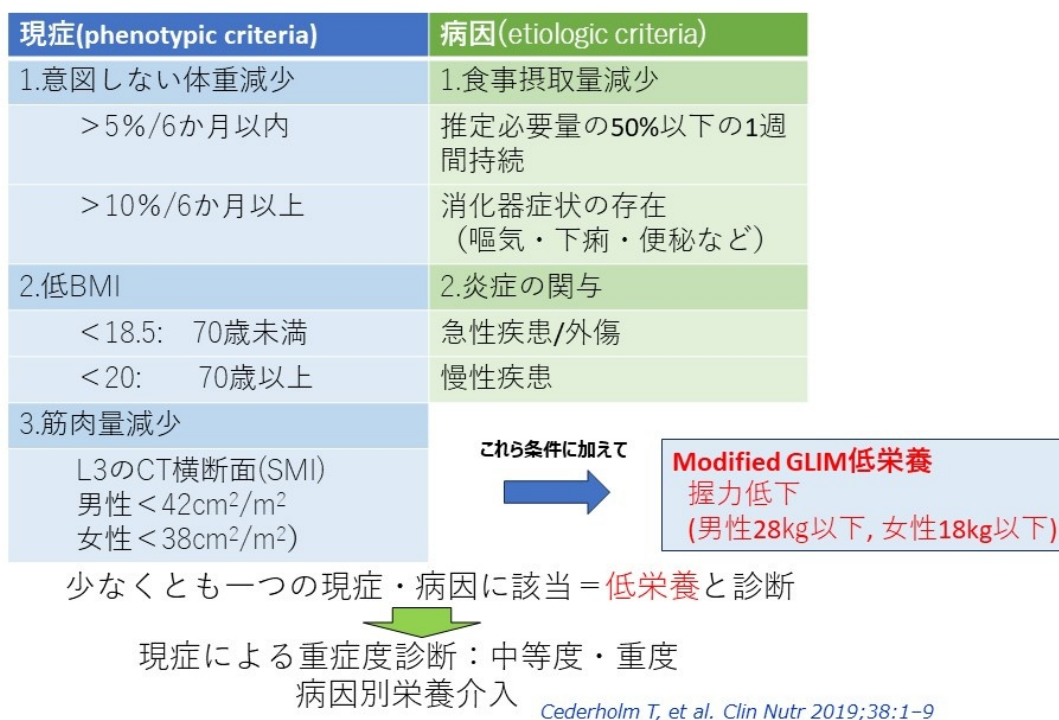 現症(phenotypic criteria)
病因(etiologic criteria)
1.意図しない体重減少
1.食事摂取量減少
＞5%/6か月以内
推定必要量の50%以下の1週
間持続
＞10%/6か月以上
消化器症状の存在
（嘔気・下痢・便秘など）
2.低BMI
2.炎症の関与
＜18.5: 70歳未満
急性疾患/外傷
＜20: 70歳以上
慢性疾患
3.筋肉量減少
L3のCT横断面(SMI)
男性＜42cm²/m²
女性＜38cm²/m²）
これら条件に加えて
Modified GLIM低栄養
握力低下
(男性28kg以下, 女性18kg以下)
少なくとも一つの現症・病因に該当＝低栄養と診断
現症による重症度診断：中等度・重度
病因別栄養介入
Cederholm T, et al. Clin Nutr 2019;38:1–9